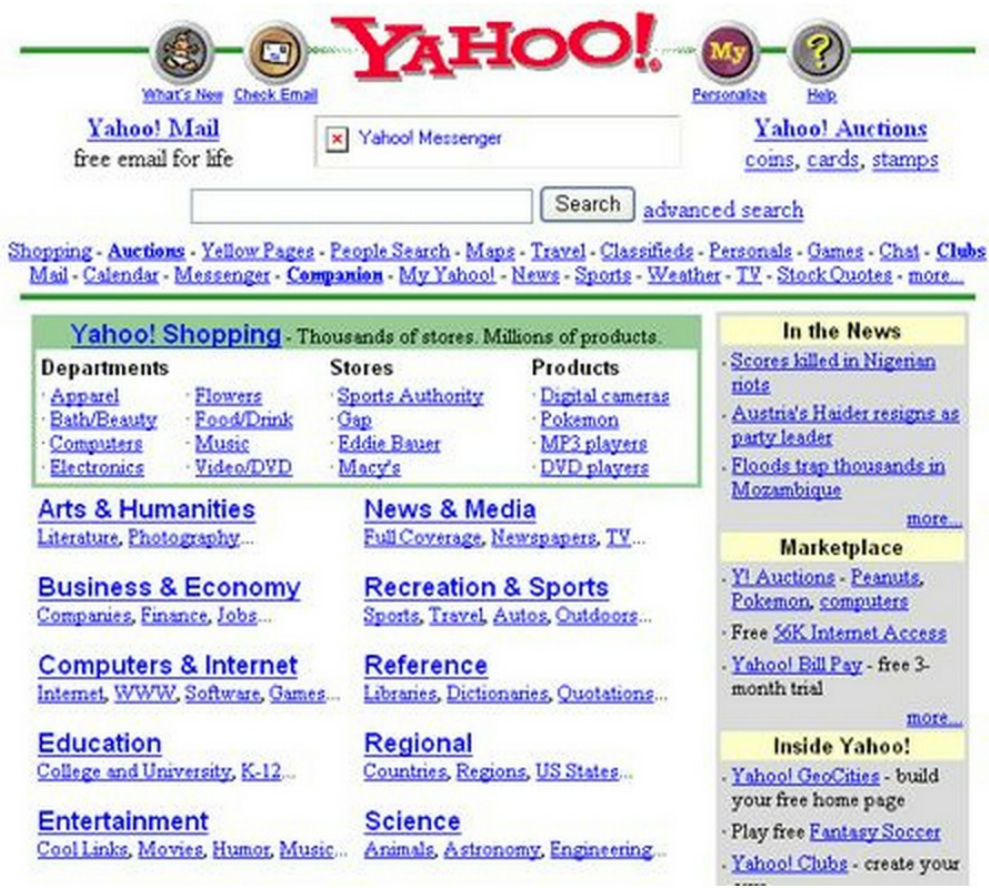 YAHOO!
My
?
What's New Check Email Personalize Help
Yahoo! Mail
free email for life
Yahoo! Messenger
Yahoo! Auctions
coins, cards, stamps
Search advanced search
Shopping - Auctions - Yellow Pages - People Search - Maps - Travel - Classifieds - Personals - Games - Chat - Clubs
Mail - Calendar - Messenger - Companion - My Yahoo! - News - Sports - Weather - TV - Stock Quotes - more...
Yahoo! Shopping - Thousands of stores. Millions of products.
Departments Stores Products
· Apparel · Flowers · Sports Authority · Digital cameras
· Bath/Beauty · Food/Drink · Gap · Pokemon
· Computers · Music · Eddie Bauer · MP3 players
· Electronics · Video/DVD · Macy's · DVD players
Arts & Humanities
Literature, Photography...
News & Media
Full Coverage, Newspapers, TV...
Business & Economy
Companies, Finance, Jobs...
Recreation & Sports
Sports, Travel, Autos, Outdoors...
Computers & Internet
Internet, WWW, Software, Games...
Reference
Libraries, Dictionaries, Quotations...
Education
College and University, K-12...
Regional
Countries, Regions, US States...
Entertainment
Cool Links, Movies, Humor, Music...
Science
Animals, Astronomy, Engineering...
In the News
· Scores killed in Nigerian
riots
· Austria's Haider resigns as
party leader
· Floods trap thousands in
Mozambique
more...
Marketplace
· Y! Auctions - Peanuts,
Pokemon, computers
· Free 56K Internet Access
· Yahoo! Bill Pay - free 3-
month trial
more...
Inside Yahoo!
· Yahoo! GeoCities - build
your free home page
· Play free Fantasy Soccer
· Yahoo! Clubs - create your